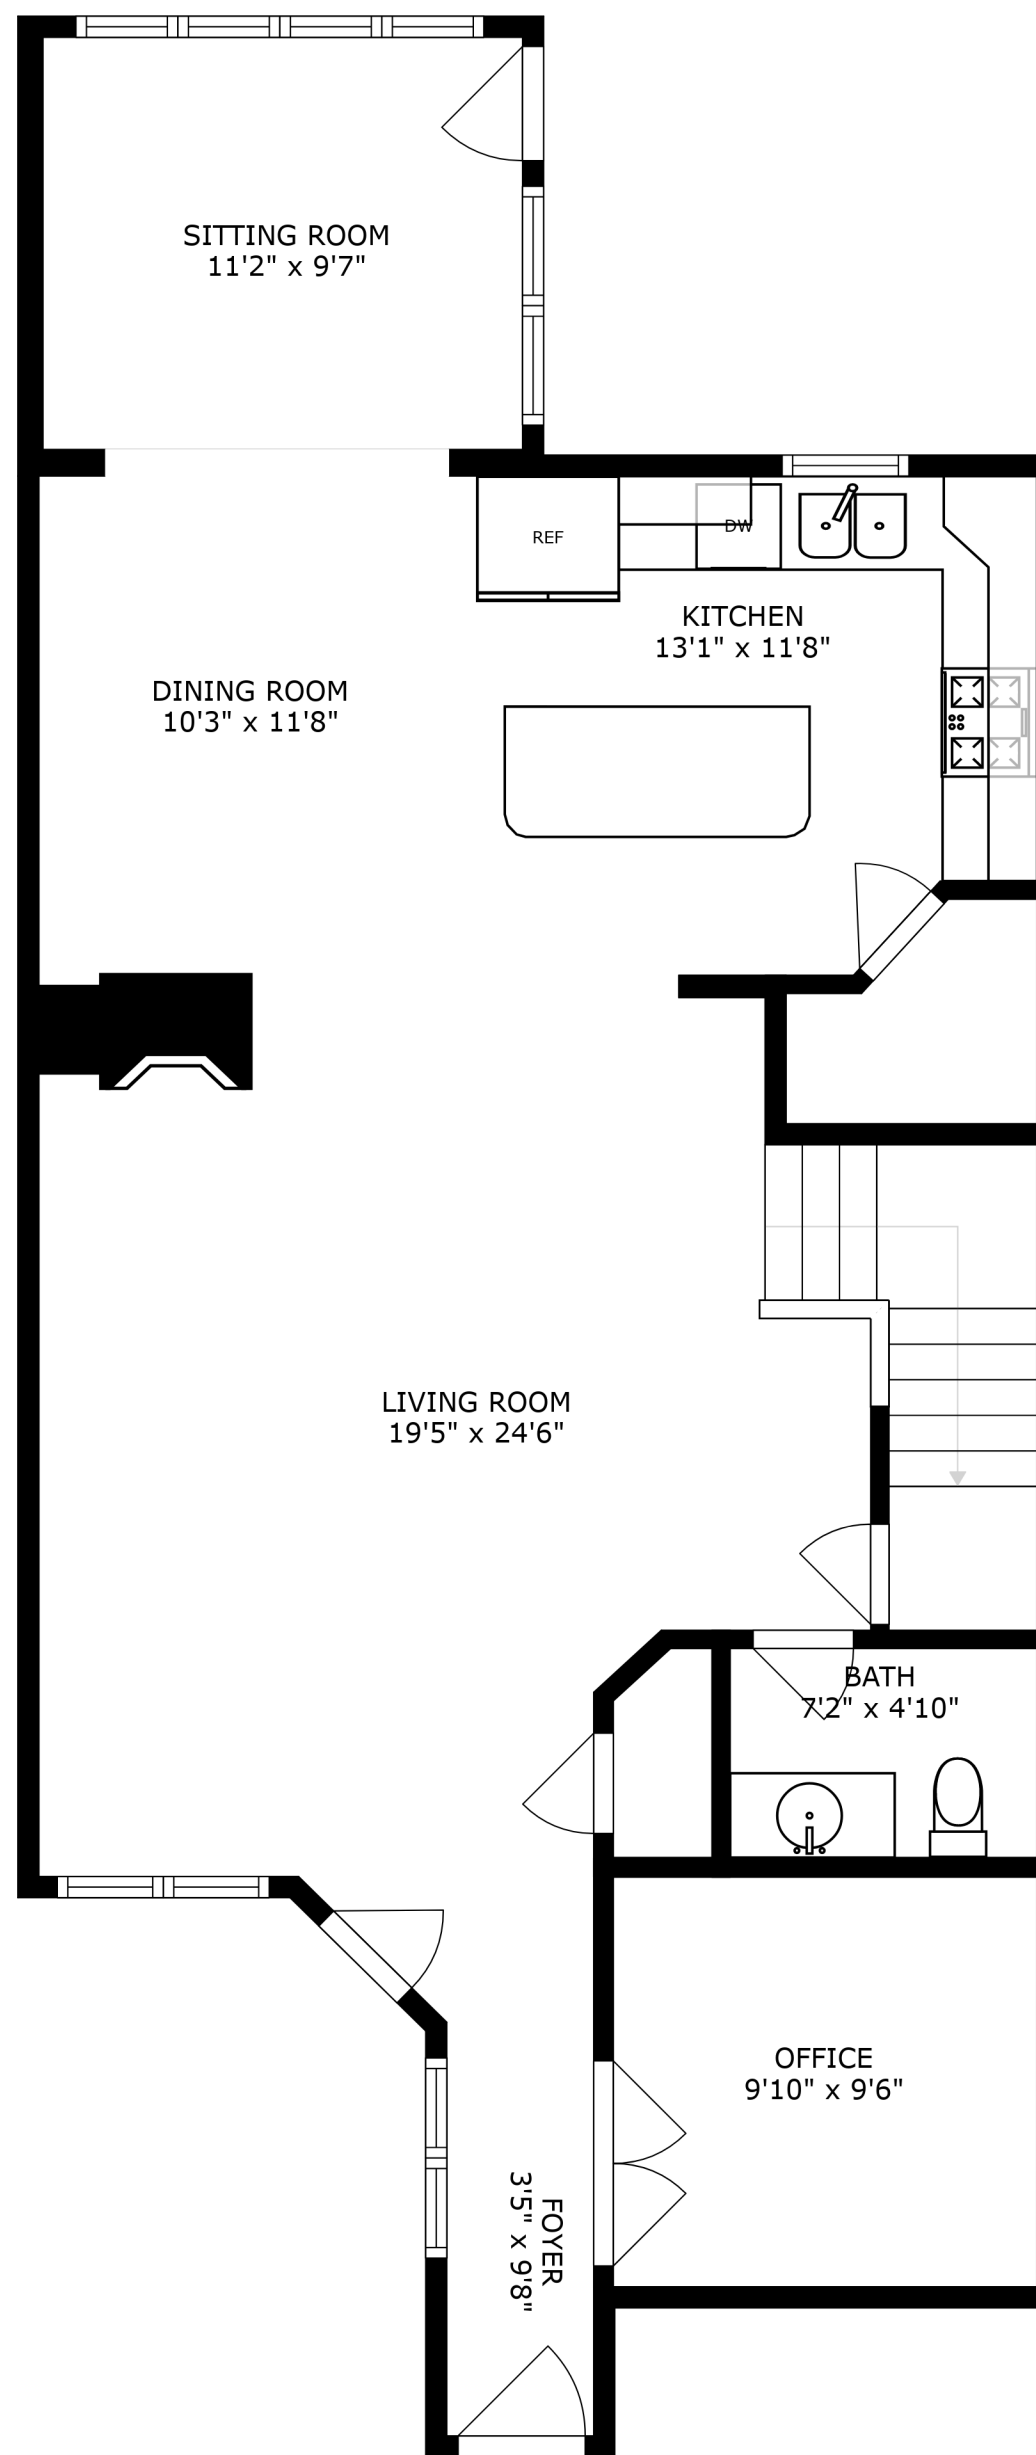 SITTING ROOM
11'2" x 9'7"
REF
DW
KITCHEN
13'1" x 11'8"
DINING ROOM
10'3" x 11'8"
LIVING ROOM
19'5" x 24'6"
BATH
7'2" x 4'10"
OFFICE
9'10" x 9'6"
FOYER
3'5" x 9'8"